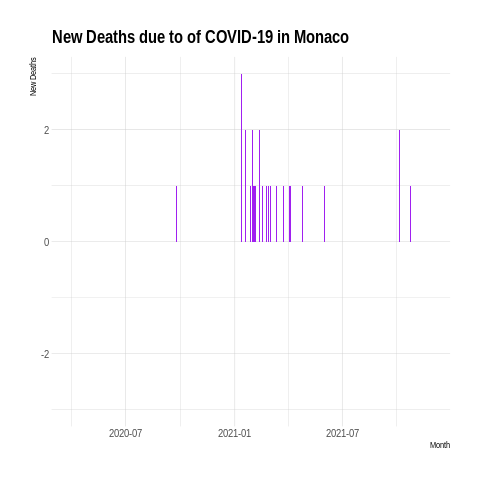 New Deaths due to of COVID-19 in Monaco
New Deaths
2
0
-2
2020-07
2021-01
2021-07
Month